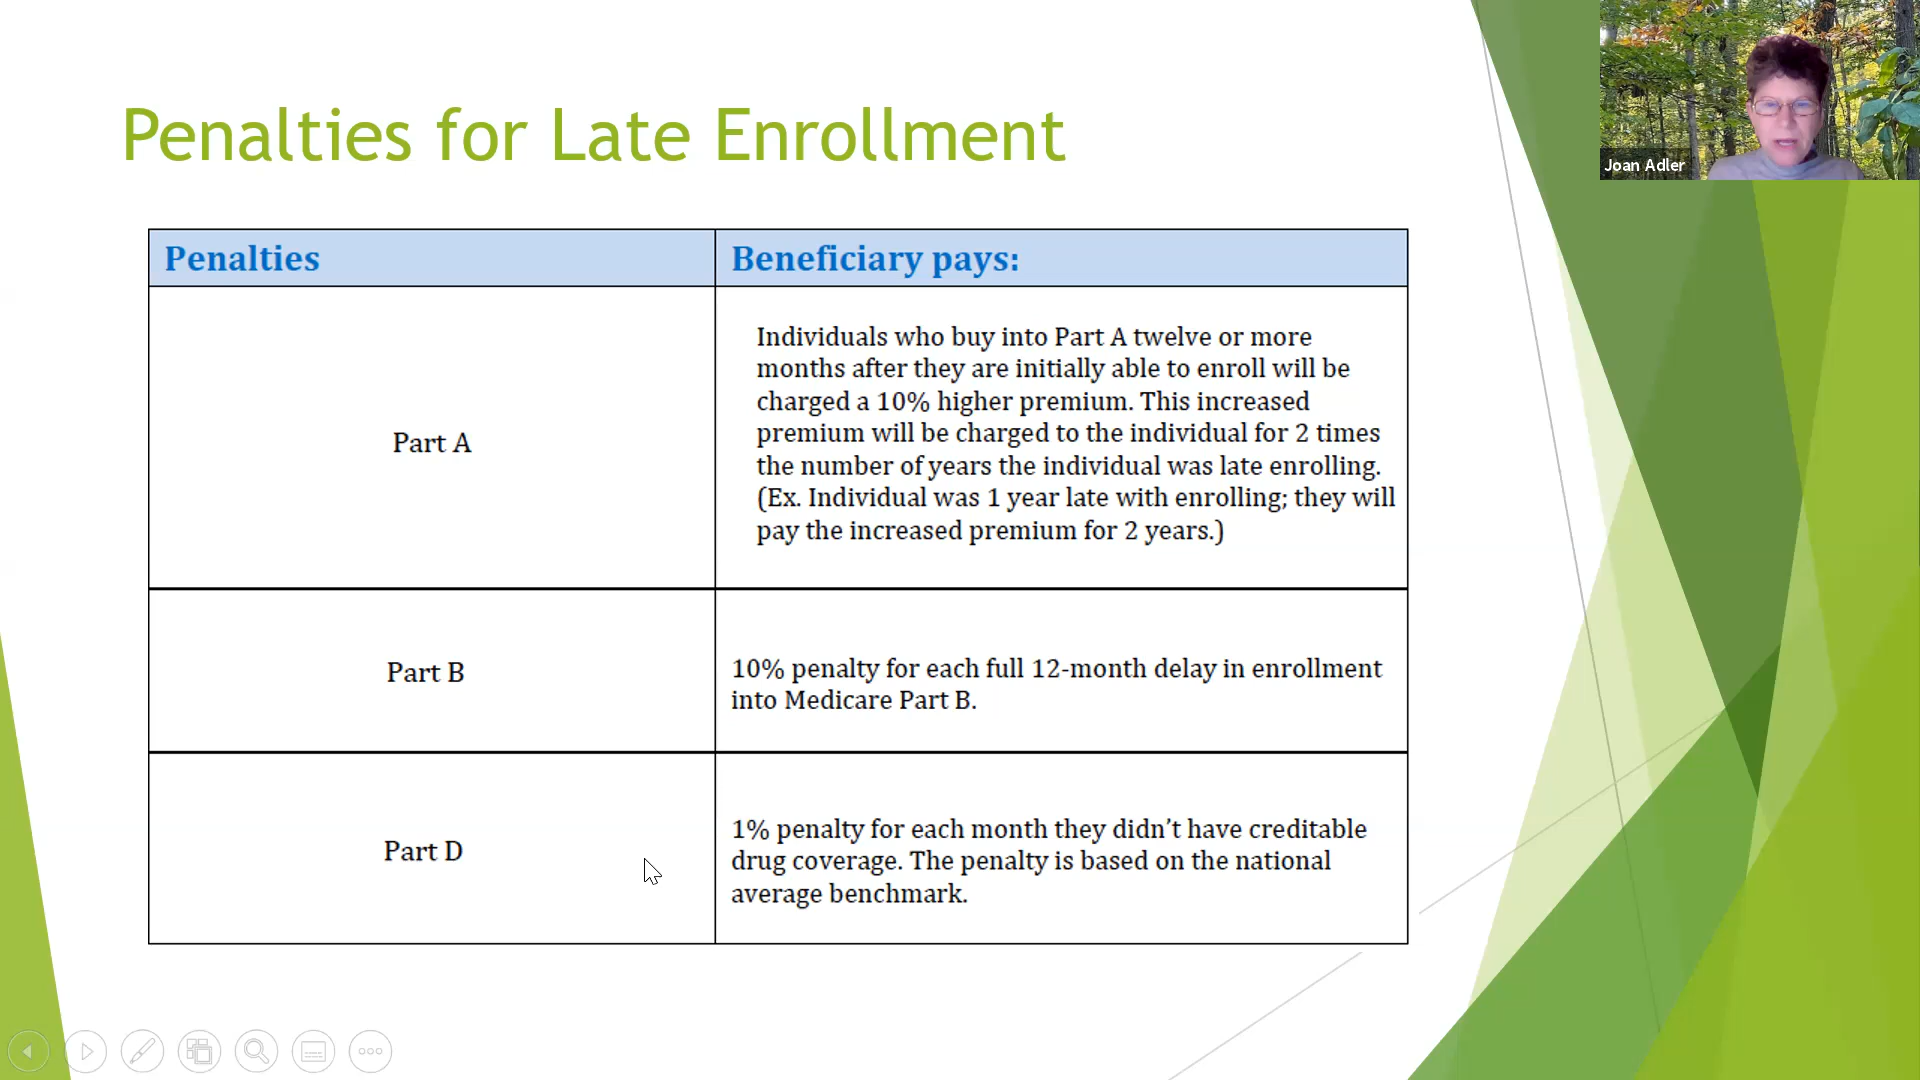 Penalties for Late Enrollment
Joan Adler
Penalties
Beneficiary pays:
Part A
Individuals who buy into Part A twelve or more
months after they are initially able to enroll will be
charged a 10% higher premium. This increased
premium will be charged to the individual for 2 times
the number of years the individual was late enrolling.
(Ex. Individual was 1 year late with enrolling; they will
pay the increased premium for 2 years.)
Part B
10% penalty for each full 12-month delay in enrollment
into Medicare Part B.
Part D
1% penalty for each month they didn’t have creditable
drug coverage. The penalty is based on the national
average benchmark.